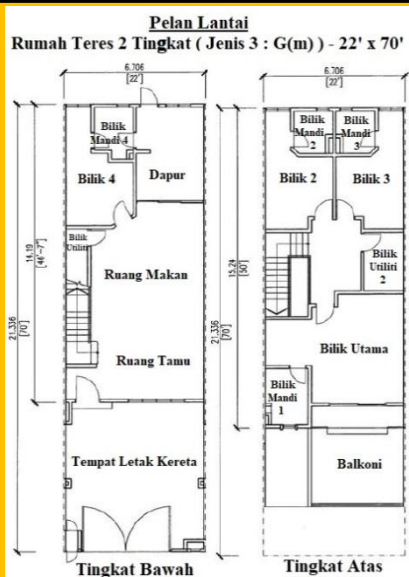 Pelan Lantai
Rumah Teres 2 Tingkat ( Jenis 3 : G(m) ) - 22' x 70'
6.706
[22']
6.706
[22']
Bilik
Mandi 4
Bilik 4
Dapur
Bilik
Utiliti
Ruang Makan
Ruang Tamu
Tempat Letak Kereta
14.19
[46'-7"]
21.336
[70']
Tingkat Bawah
Bilik
Mandi
2
Bilik
Mandi
3
Bilik 2
Bilik 3
Bilik
Utiliti
2
Bilik Utama
Bilik
Mandi
1
Balkoni
15.24
[50']
21.336
[70']
Tingkat Atas